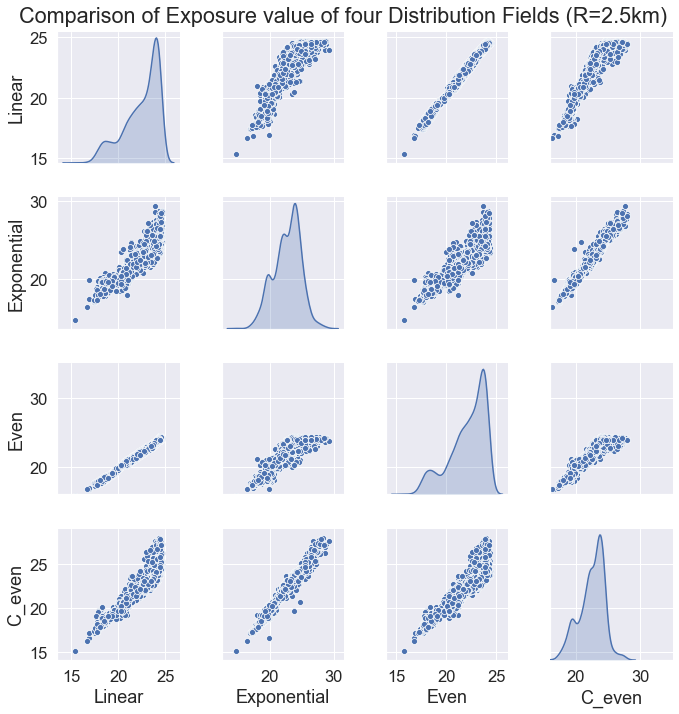 Comparison of Exposure value of four Distribution Fields (R=2.5km)
25
20
15
Linear
30
20
Exponential
30
20
Even
25
20
15
C_even
15 20 25
20 30
15 20 25
20 30
Linear Exponential Even C_even